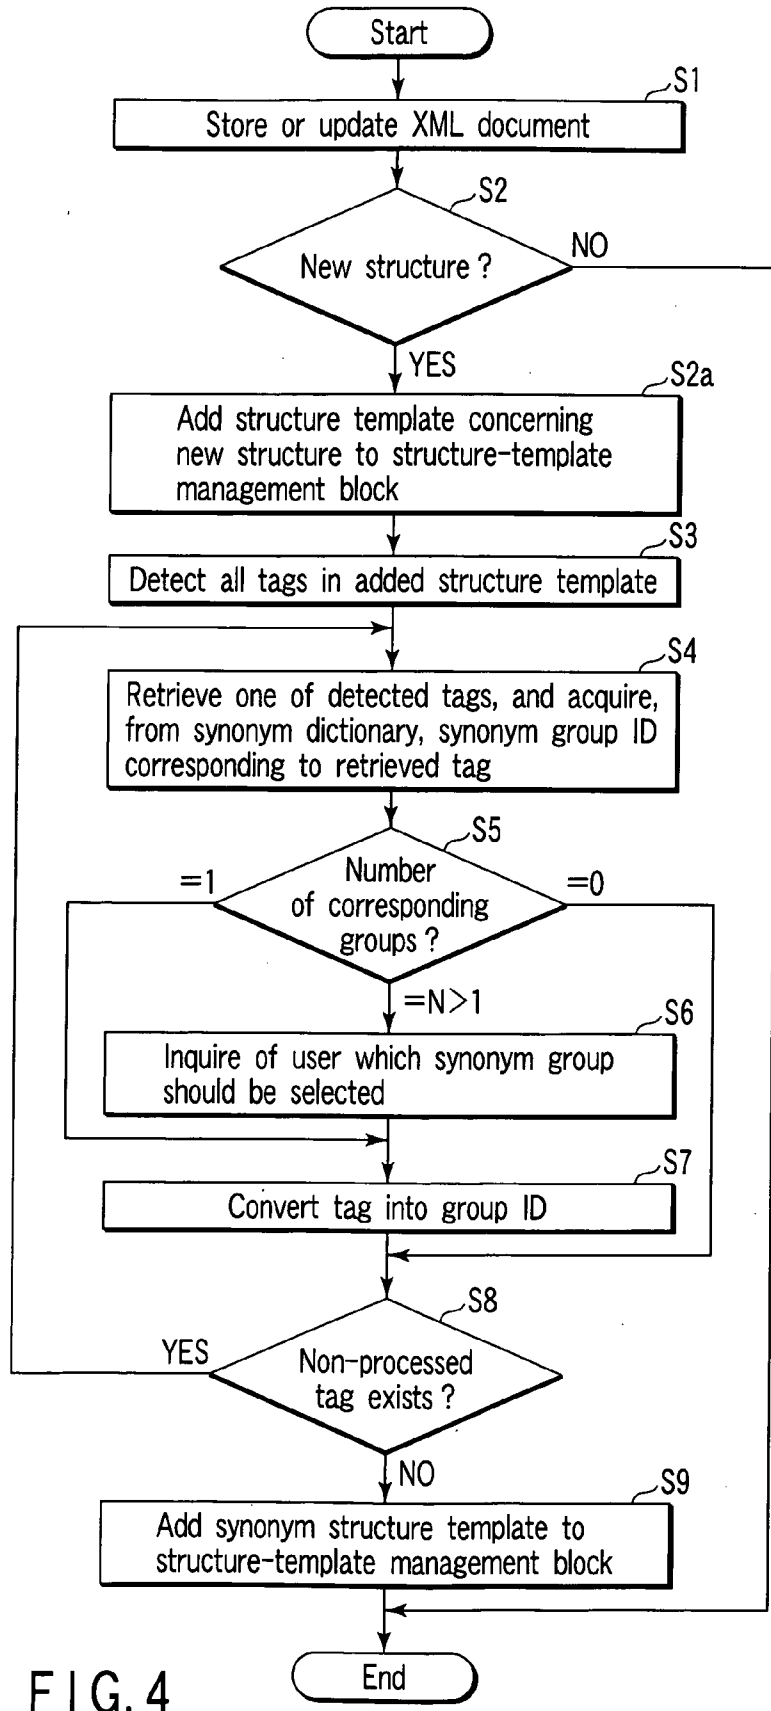 Start
S1
Store or update XML document
S2
New structure ?
NO
YES
S2a
Add structure template concerning
new structure to structure-template
management block
S3
Detect all tags in added structure template
S4
Retrieve one of detected tags, and acquire,
from synonym dictionary, synonym group ID
corresponding to retrieved tag
S5
=1
Number
of corresponding
groups ?
=0
=N>1
S6
Inquire of user which synonym group
should be selected
S7
Convert tag into group ID
S8
YES
Non-processed
tag exists ?
NO
S9
Add synonym structure template to
structure-template management block
End
FIG. 4